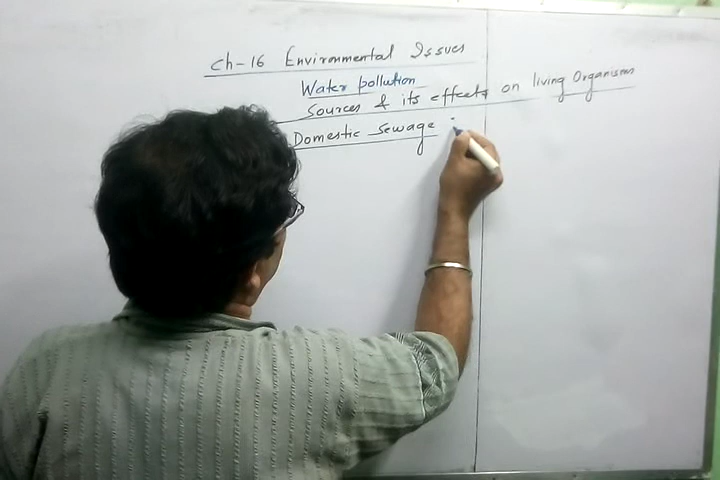 Ch-16 Environmental Issues
Water pollution
Sources & its effects on living Organisms
Domestic sewage :